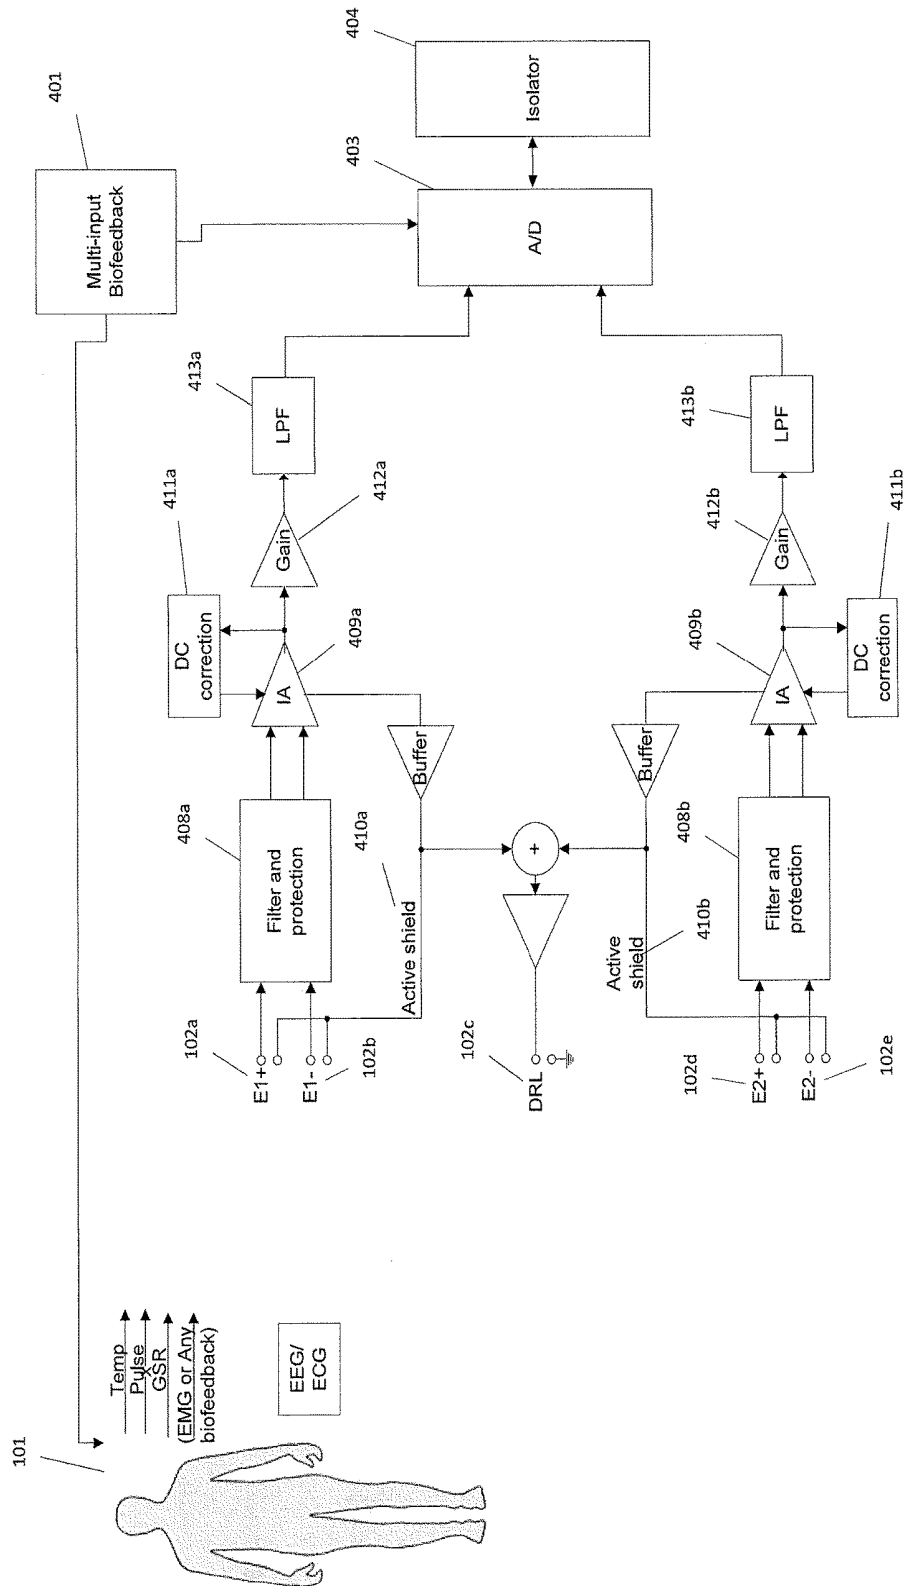 101
Temp
Pulse
GSR
(EMG or Any
biofeedback)
EEG/
ECG
401
Multi-input
Biofeedback
102a
E1+
E1-
102b
408a
Filter and
protection
Active shield
410a
411a
DC
correction
IA
409a
Buffer
Gain
412a
413a
LPF
403
A/D
404
Isolator
102c
DRL
+
102d
E2+
E2-
102e
Active
shield
410b
Filter and
protection
408b
Buffer
409b
IA
DC
correction
411b
412b
Gain
413b
LPF